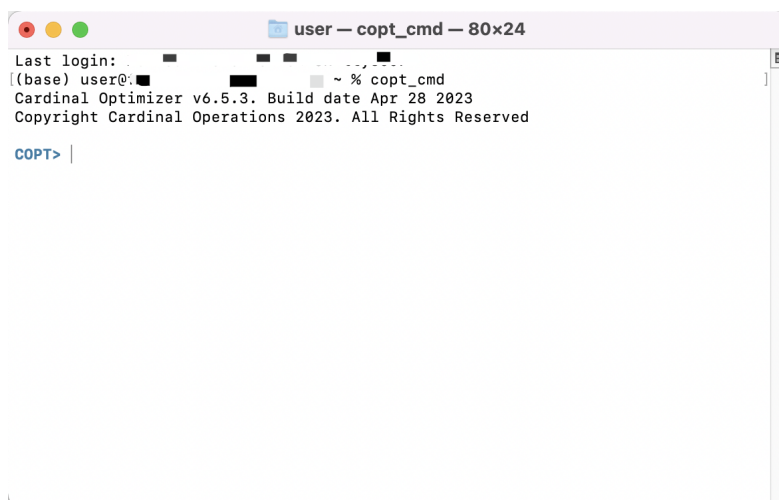 user — copt_cmd — 80×24
Last login:
(base) user@ ~ % copt_cmd
Cardinal Optimizer v6.5.3. Build date Apr 28 2023
Copyright Cardinal Operations 2023. All Rights Reserved
COPT>